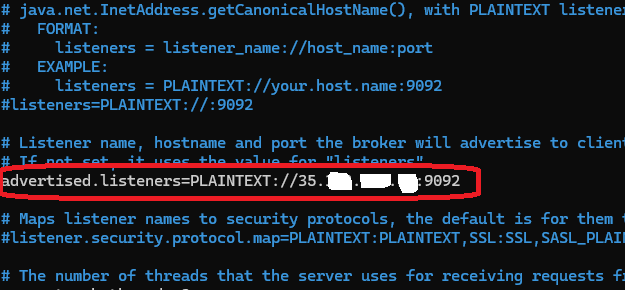 # java.net.InetAddress.getCanonicalHostName(), with PLAINTEXT listener
#   FORMAT:
#     listeners = listener_name://host_name:port
#   EXAMPLE:
#     listeners = PLAINTEXT://your.host.name:9092
#listeners=PLAINTEXT://:9092
# Listener name, hostname and port the broker will advertise to client
# If not set, it uses the value for "listeners"
advertised.listeners=PLAINTEXT://35. . . :9092
# Maps listener names to security protocols, the default is for them t
#listener.security.protocol.map=PLAINTEXT:PLAINTEXT,SSL:SSL,SASL_PLAIN
# The number of threads that the server uses for receiving requests fr